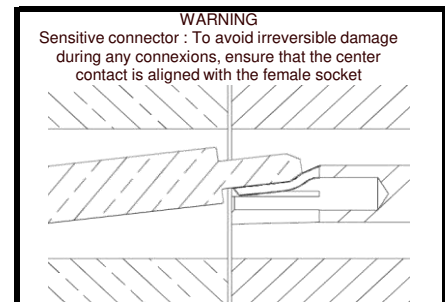 WARNING
Sensitive connector : To avoid irreversible damage
during any connexions, ensure that the center
contact is aligned with the female socket